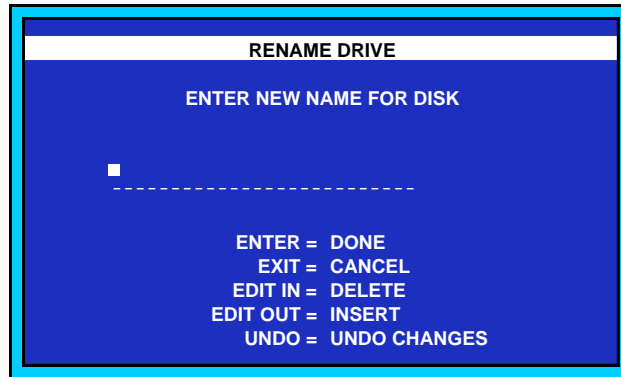 RENAME DRIVE
ENTER NEW NAME FOR DISK
ENTER = DONE
EXIT = CANCEL
EDIT IN = DELETE
EDIT OUT = INSERT
UNDO = UNDO CHANGES